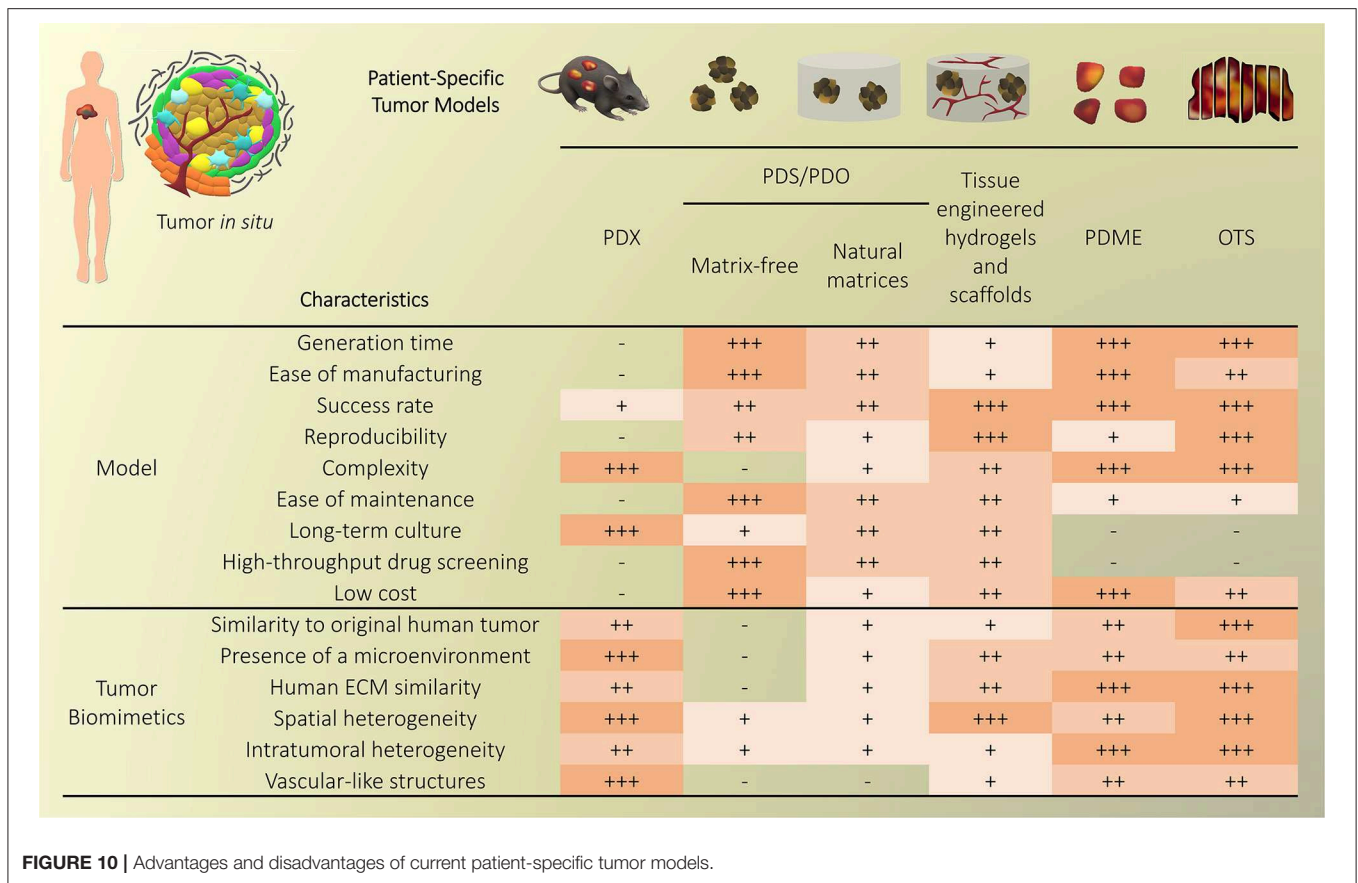 Patient-Specific
Tumor Models
Tumor in situ
Characteristics
PDX
PDS/PDO
Matrix-free
Natural
matrices
Tissue
engineered
hydrogels
and
scaffolds
PDME
OTS
Model
Generation time - +++ ++ + +++ +++
Ease of manufacturing - +++ ++ + +++ ++
Success rate + ++ ++ +++ +++ +++
Reproducibility - ++ + +++ + +++
Complexity +++ - + ++ +++ +++
Ease of maintenance - +++ ++ ++ + +
Long-term culture +++ + ++ ++ - -
High-throughput drug screening - +++ ++ ++ - -
Low cost - +++ + ++ +++ ++
Tumor
Biomimetics
Similarity to original human tumor ++ - + + ++ +++
Presence of a microenvironment +++ - + ++ ++ ++
Human ECM similarity ++ - + ++ +++ +++
Spatial heterogeneity +++ + + +++ ++ +++
Intratumoral heterogeneity ++ + + + +++ +++
Vascular-like structures +++ - - + ++ ++
FIGURE 10 | Advantages and disadvantages of current patient-specific tumor models.